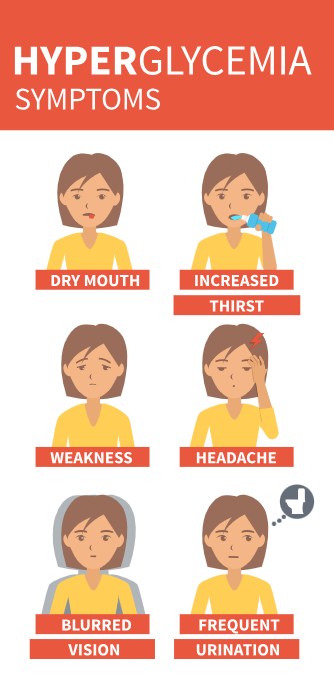 HYPERGLYCEMIA
SYMPTOMS
DRY MOUTH
INCREASED
THIRST
WEAKNESS
HEADACHE
BLURRED
VISION
FREQUENT
URINATION